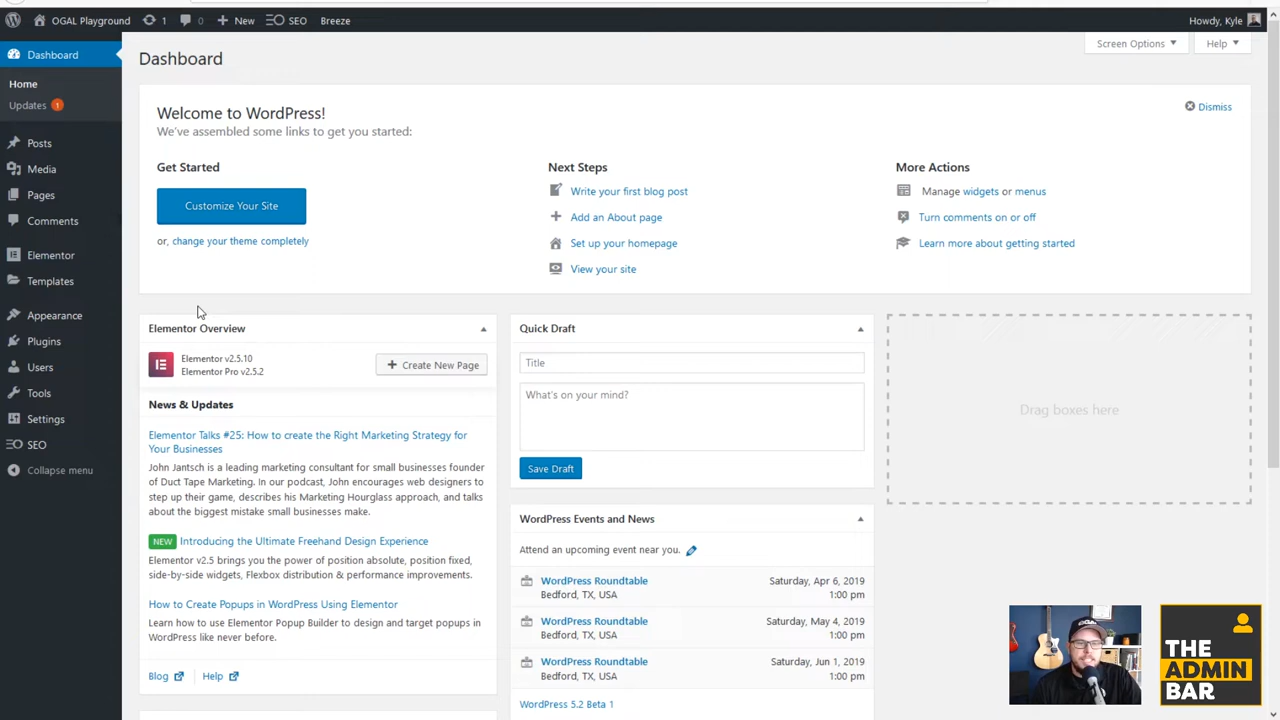 OGAL Playground
1
0
New
SEO
Breeze
Howdy, Kyle
Dashboard
Home
Updates 1
Posts
Media
Pages
Comments
Elementor
Templates
Appearance
Plugins
Users
Tools
Settings
SEO
Collapse menu
Dashboard
Screen Options
Help
Welcome to WordPress!
We've assembled some links to get you started:
Dismiss
Get Started
Customize Your Site
or, change your theme completely
Next Steps
Write your first blog post
Add an About page
Set up your homepage
View your site
More Actions
Manage widgets or menus
Turn comments on or off
Learn more about getting started
Elementor Overview
Elementor v2.5.10
Elementor Pro v2.5.2
Create New Page
News & Updates
Elementor Talks #25: How to create the Right Marketing Strategy for
Your Businesses
John Jantsch is a leading marketing consultant for small businesses founder
of Duct Tape Marketing. In our podcast, John encourages web designers to
step up their game, describes his Marketing Hourglass approach, and talks
about the biggest mistake small businesses make.
NEW Introducing the Ultimate Freehand Design Experience
Elementor v2.5 brings you the power of position absolute, position fixed,
side-by-side widgets, Flexbox distribution & performance improvements.
How to Create Popups in WordPress Using Elementor
Learn how to use Elementor Popup Builder to design and target popups in
WordPress like never before.
Blog
Help
Quick Draft
Title
What's on your mind?
Save Draft
WordPress Events and News
Attend an upcoming event near you.
WordPress Roundtable
Bedford, TX, USA
Saturday, Apr 6, 2019
1:00 pm
WordPress Roundtable
Bedford, TX, USA
Saturday, May 4, 2019
1:00 pm
WordPress Roundtable
Bedford, TX, USA
Saturday, Jun 1, 2019
1:00 pm
WordPress 5.2 Beta 1
Drag boxes here
THE
ADMIN
BAR